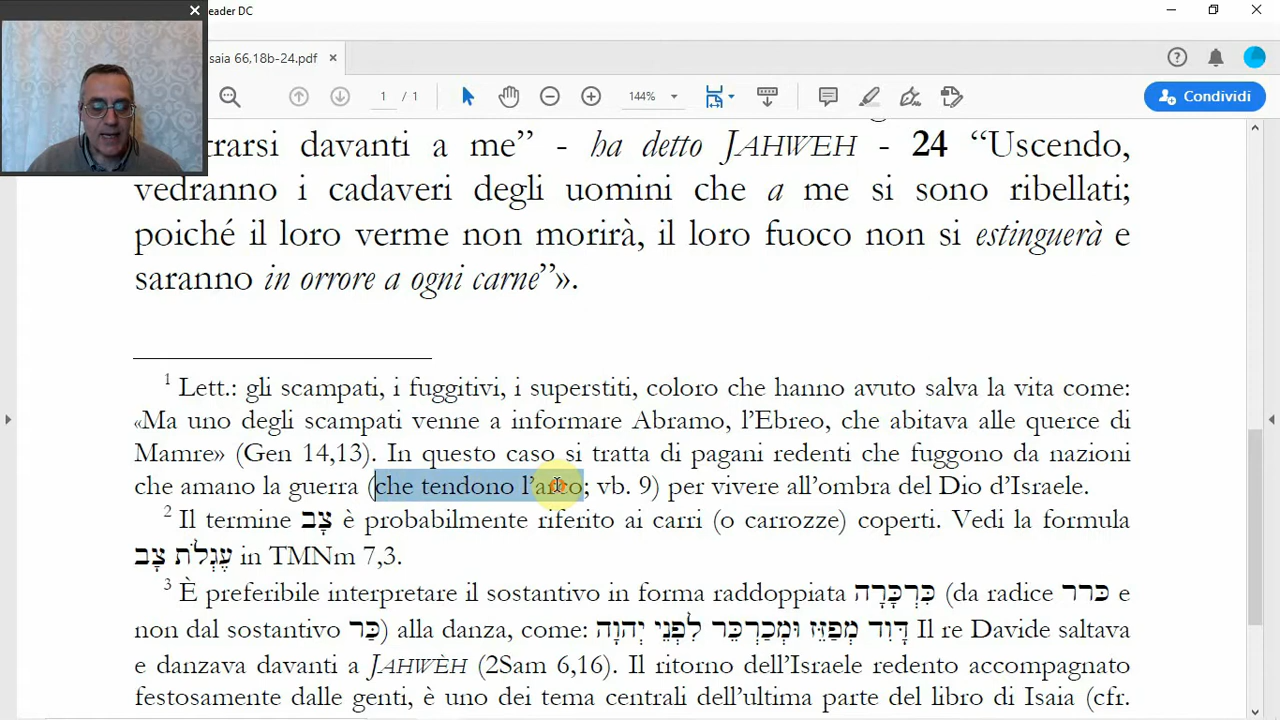 eader DC
saia 66,18b-24.pdf
1 / 1
144%
Condividi
trarsi davanti a me” - ha detto JAHWEH - 24 “Uscendo,
vedranno i cadaveri degli uomini che a me si sono ribellati;
poiché il loro verme non morirà, il loro fuoco non si estinguerà e
saranno in orrore a ogni carne”».
1 Lett.: gli scampati, i fuggitivi, i superstiti, coloro che hanno avuto salva la vita come:
«Ma uno degli scampati venne a informare Abramo, l’Ebreo, che abitava alle querce di
Mamre» (Gen 14,13). In questo caso si tratta di pagani redenti che fuggono da nazioni
che amano la guerra (che tendono l’arco; vb. 9) per vivere all’ombra del Dio d’Israele.
2 Il termine צָב è probabilmente riferito ai carri (o carrozze) coperti. Vedi la formula
עֶגְלֹת צָב in TMNm 7,3.
3 È preferibile interpretare il sostantivo in forma raddoppiata כִּרְכָּרָה (da radice כרר e
non dal sostantivo כַּר) alla danza, come: דָּוִד מְפַזֵּז וּמְכַרְכֵּר לִפְנֵי יְהוָה Il re Davide saltava
e danzava davanti a JAHWÈH (2Sam 6,16). Il ritorno dell’Israele redento accompagnato
festosamente dalle genti, è uno dei tema centrali dell’ultima parte del libro di Isaia (cfr.